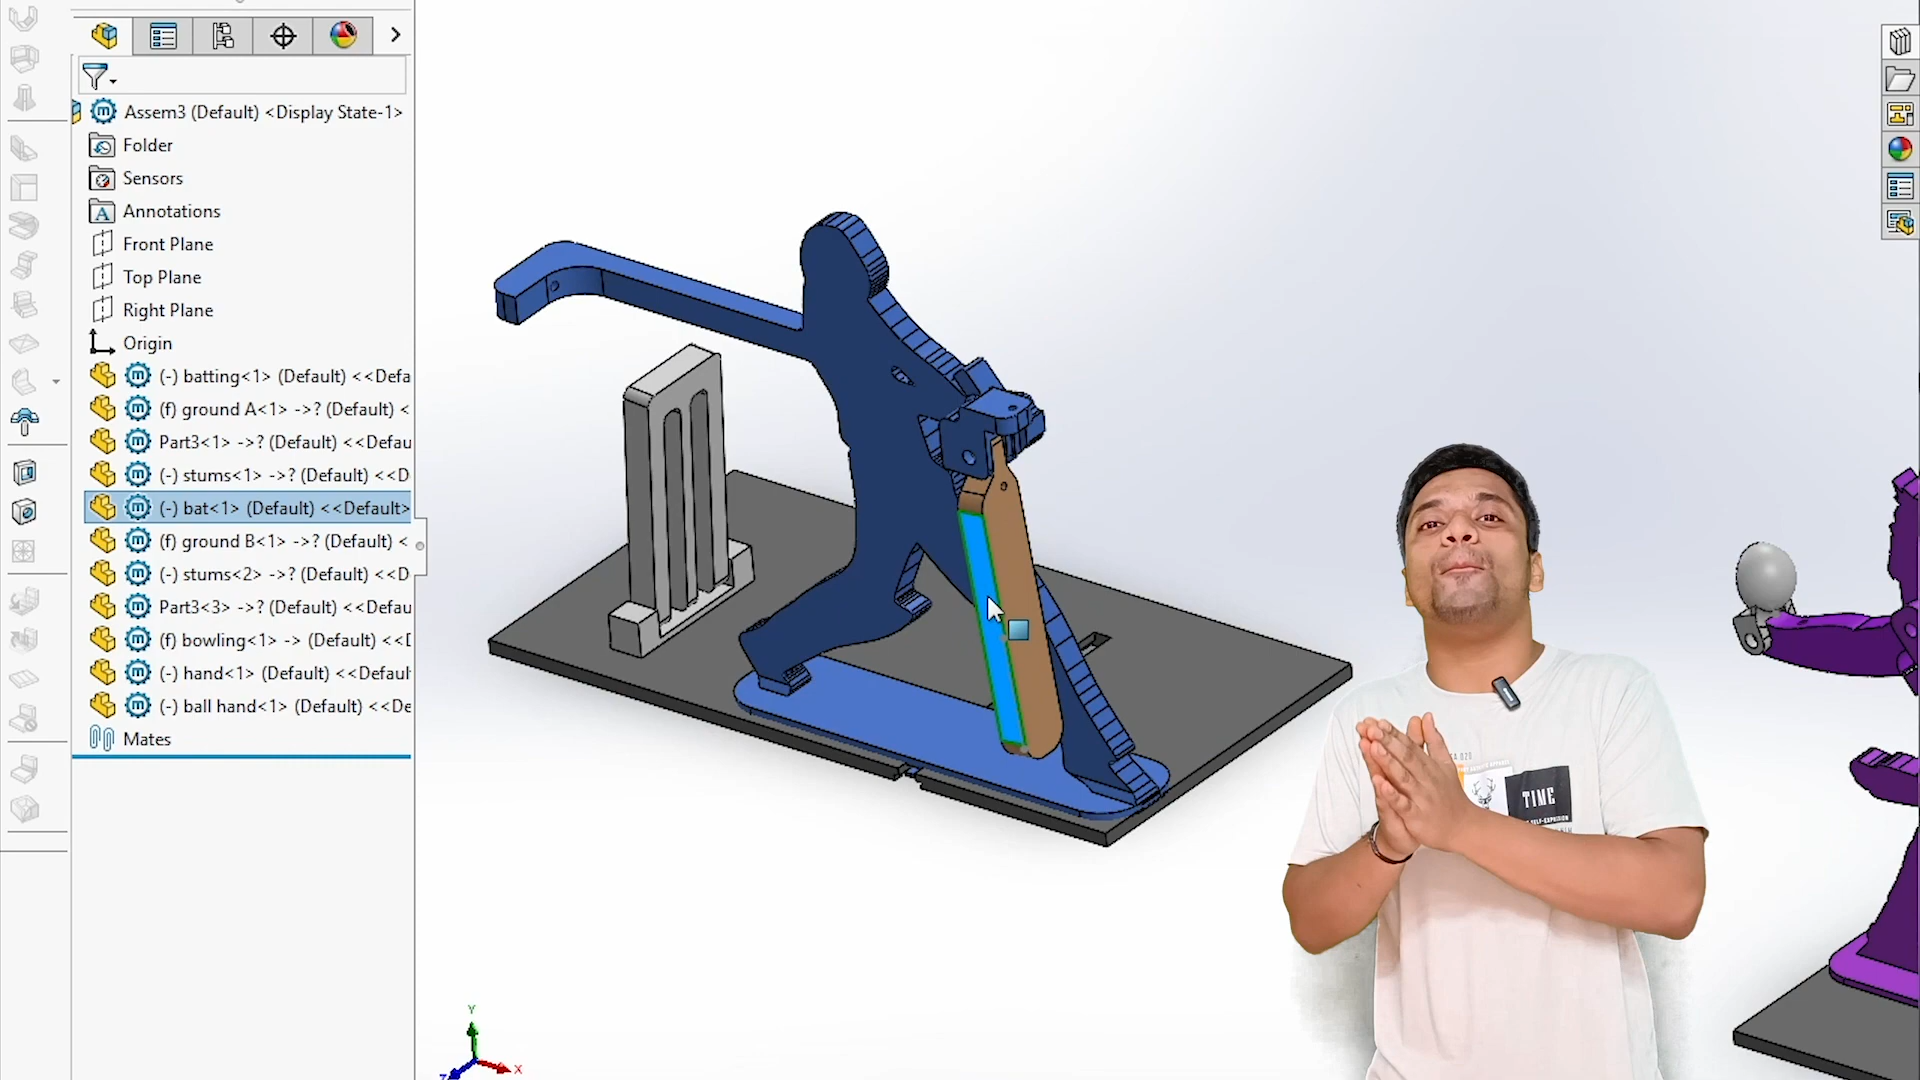 Assem3 (Default) <Display State-1>
Folder
Sensors
A Annotations
Front Plane
Top Plane
Right Plane
Origin
(-) batting<1> (Default) <<Defa
(f) ground A<1> ->? (Default) <
Part3<1> ->? (Default) <<Defau
(-) stums<1> ->? (Default) <<D
(-) bat<1> (Default) <<Default>
(f) ground B<1> ->? (Default) <
(-) stums<2> ->? (Default) <<D
Part3<3> ->? (Default) <<Defau
(f) bowling<1> -> (Default) <<D
(-) hand<1> (Default) <<Default
(-) ball hand<1> (Default) <<De
Mates
TIME
Y
X
Z